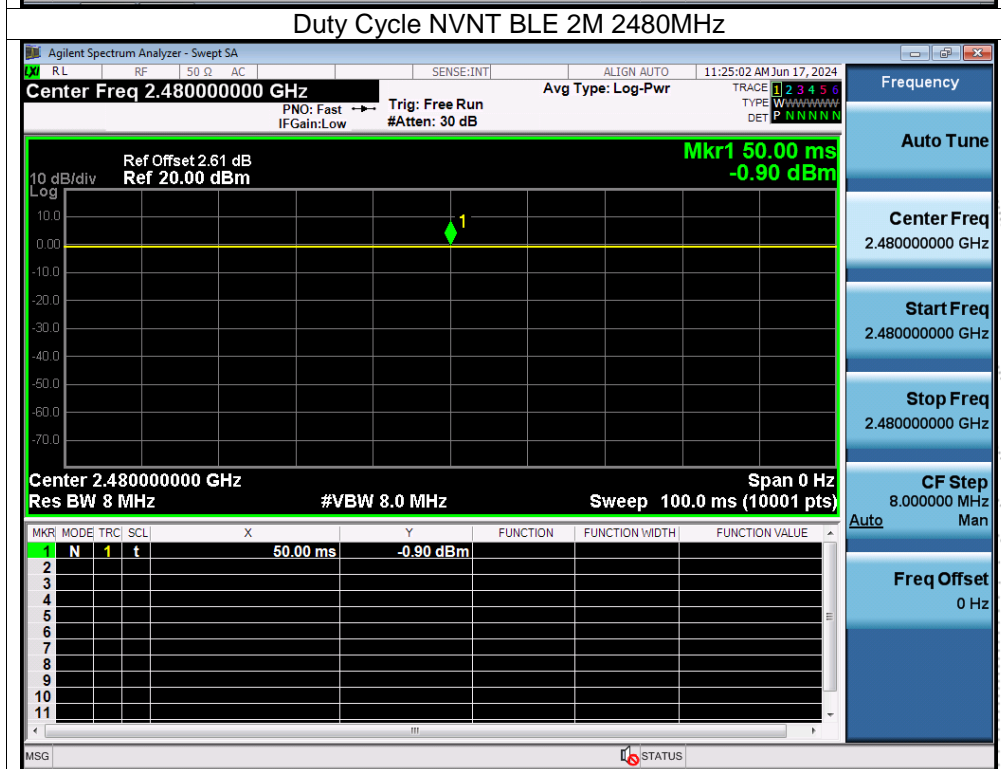 Duty Cycle NVNT BLE 2M 2480MHz
Agilent Spectrum Analyzer - Swept SA
LXI RL RF 50 Ω AC SENSE:INT ALIGN AUTO 11:25:02 AM Jun 17, 2024
Center Freq 2.480000000 GHz
PNO: Fast
IFGain:Low
Trig: Free Run
#Atten: 30 dB
Avg Type: Log-Pwr
TRACE 1 2 3 4 5 6
TYPE WWWWWW
DET P N N N N N
Ref Offset 2.61 dB
Ref 20.00 dBm
10 dB/div
Log
Mkr1 50.00 ms
-0.90 dBm
10.0
0.00
-10.0
-20.0
-30.0
-40.0
-50.0
-60.0
-70.0
1
Center 2.480000000 GHz Span 0 Hz
Res BW 8 MHz #VBW 8.0 MHz Sweep 100.0 ms (10001 pts)
MKR MODE TRC SCL X Y FUNCTION FUNCTION WIDTH FUNCTION VALUE
1 N 1 t 50.00 ms -0.90 dBm
2
3
4
5
6
7
8
9
10
11
MSG STATUS
Frequency
Auto Tune
Center Freq
2.480000000 GHz
Start Freq
2.480000000 GHz
Stop Freq
2.480000000 GHz
CF Step
8.000000 MHz
Auto Man
Freq Offset
0 Hz